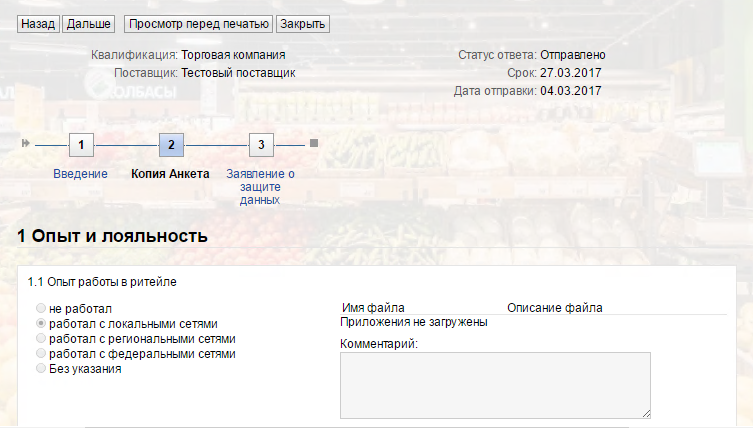 Назад Дальше Просмотр перед печатью Закрыть
Квалификация: Торговая компания Статус ответа: Отправлено
Поставщик: Тестовый поставщик Срок: 27.03.2017
Дата отправки: 04.03.2017
1 2 3
Введение Копия Анкета Заявление о
защите
данных
1 Опыт и лояльность
1.1 Опыт работы в ритейле
не работал
работал с локальными сетями
работал с региональными сетями
работал с федеральными сетями
Без указания
Имя файла Описание файла
Приложения не загружены
Комментарий: